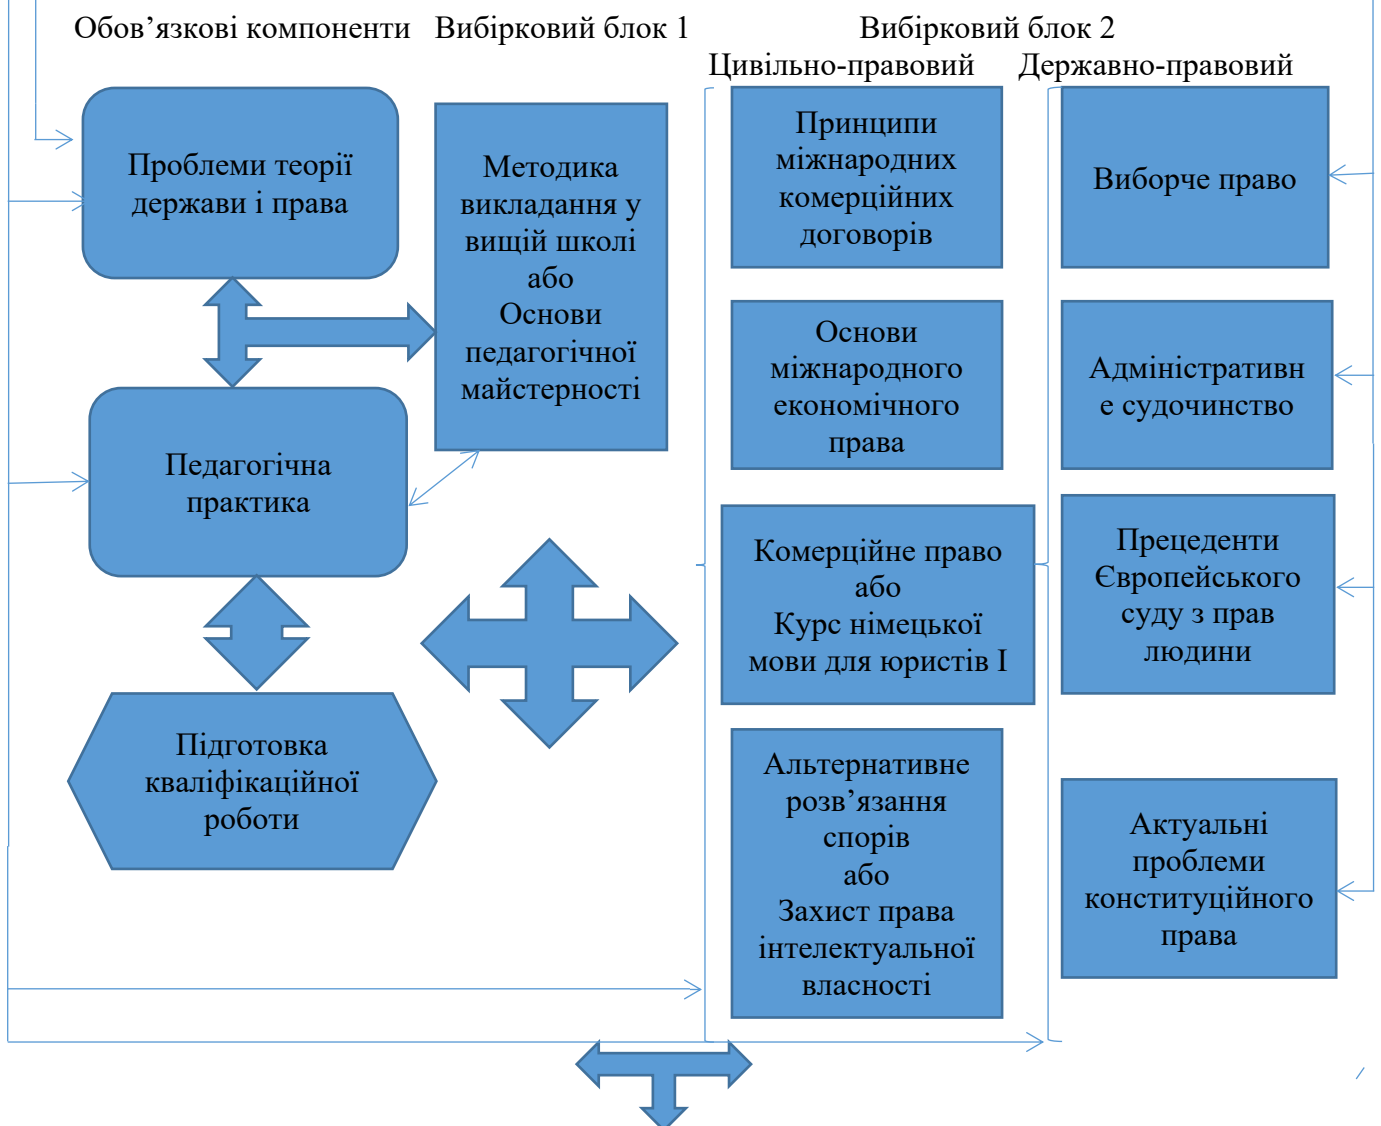 Обов’язкові компоненти
Вибірковий блок 1
Вибірковий блок 2
Цивільно-правовий
Державно-правовий
Проблеми теорії
держави і права
Педагогічна
практика
Підготовка
кваліфікаційної
роботи
Методика
викладання у
вищій школі
або
Основи
педагогічної
майстерності
Принципи
міжнародних
комерційних
договорів
Основи
міжнародного
економічного
права
Комерційне право
або
Курс німецької
мови для юристів І
Альтернативне
розв’язання
спорів
або
Захист права
інтелектуальної
власності
Виборче право
Адміністративн
е судочинство
Прецеденти
Європейського
суду з прав
людини
Актуальні
проблеми
конституційного
права